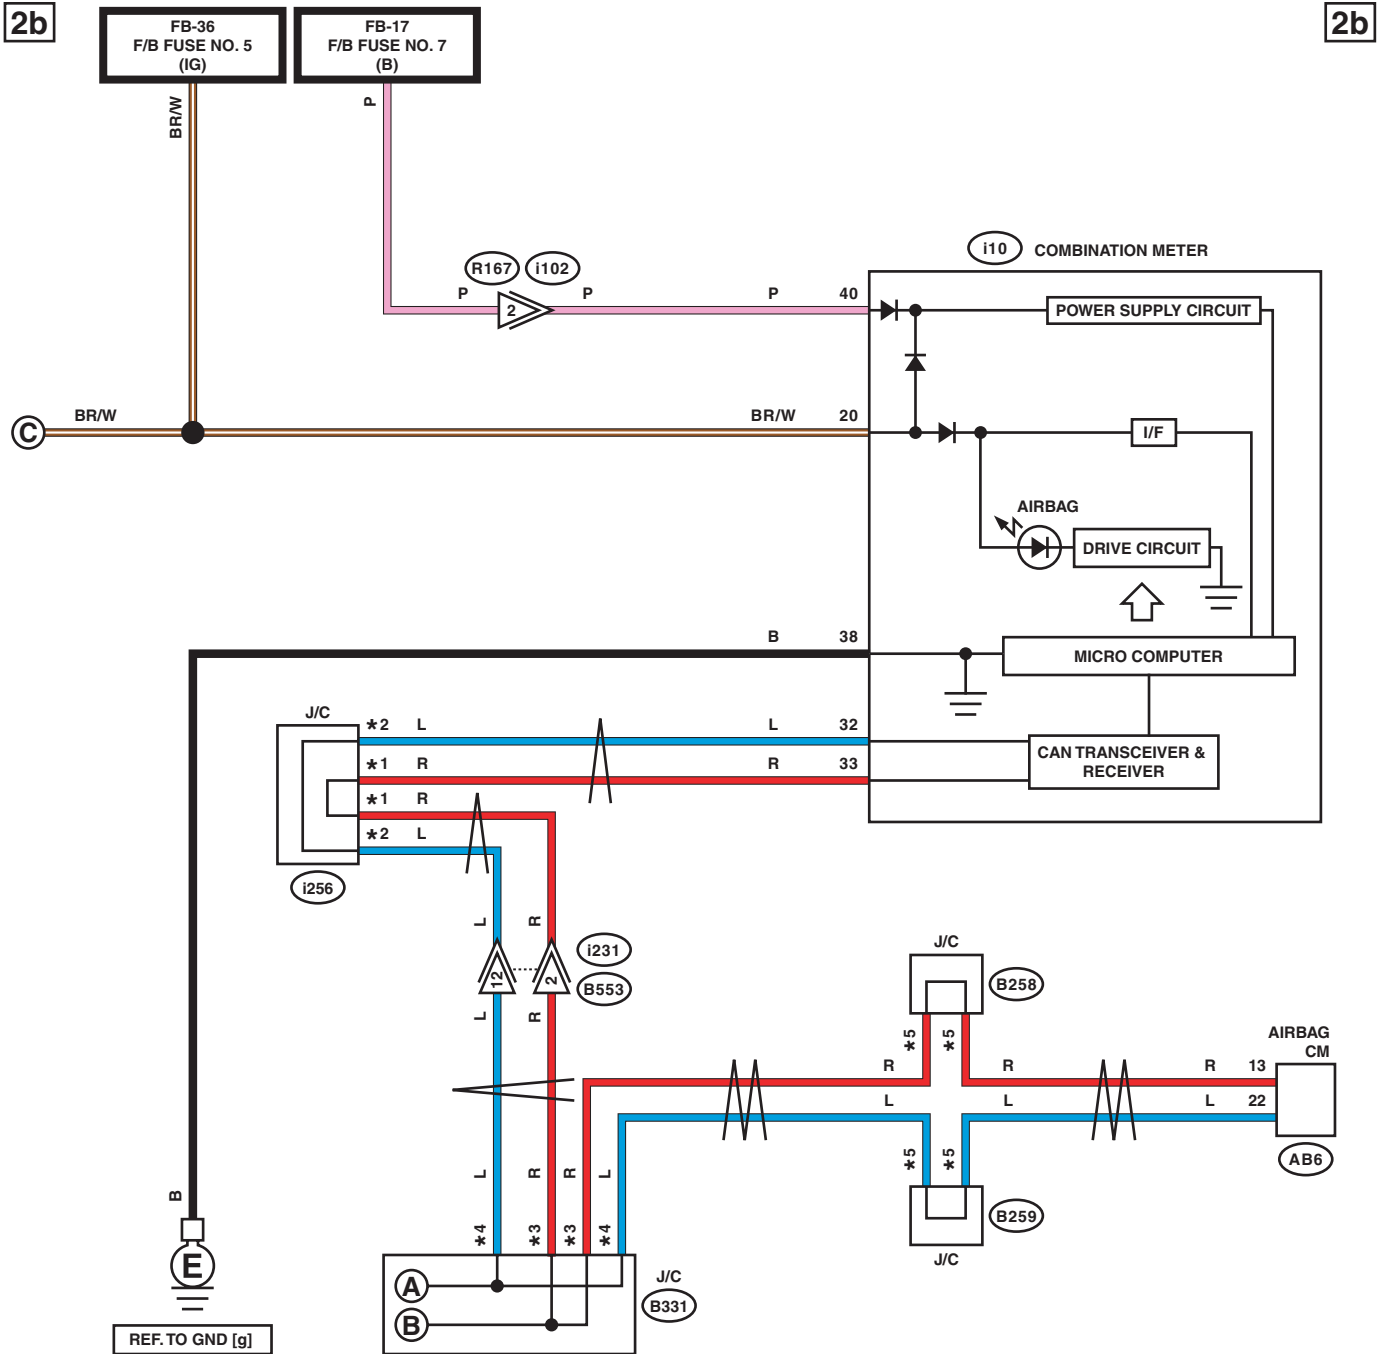 2b
FB-36
F/B FUSE NO. 5
(IG)
FB-17
F/B FUSE NO. 7
(B)
2b
BR/W
P
R167
i102
P
P
P
40
i10
COMBINATION METER
POWER SUPPLY CIRCUIT
2
C
BR/W
BR/W
20
I/F
AIRBAG
DRIVE CIRCUIT
B
38
MICRO COMPUTER
J/C
*2 L
L
32
*1 R
R
33
CAN TRANSCEIVER &
RECEIVER
*1 R
*2 L
i256
L
R
12
2
i231
B553
L
R
J/C
B258
*5
*5
AIRBAG
CM
R
R
R
13
L
L
L
22
AB6
*5
*5
B259
J/C
L
R
R
L
*4
*3
*3
*4
B
E
REF. TO GND [g]
A
B
J/C
B331